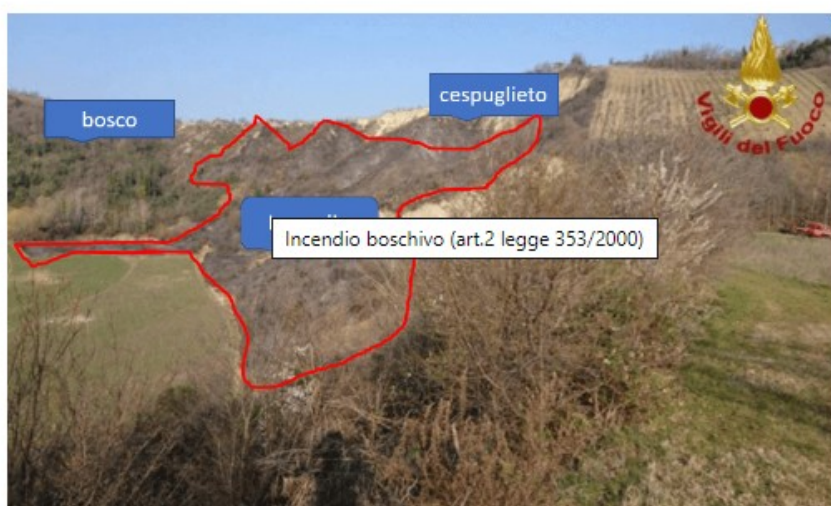 bosco
cespuglieto
Vigili del Fuoco
Incendio boschivo (art.2 legge 353/2000)